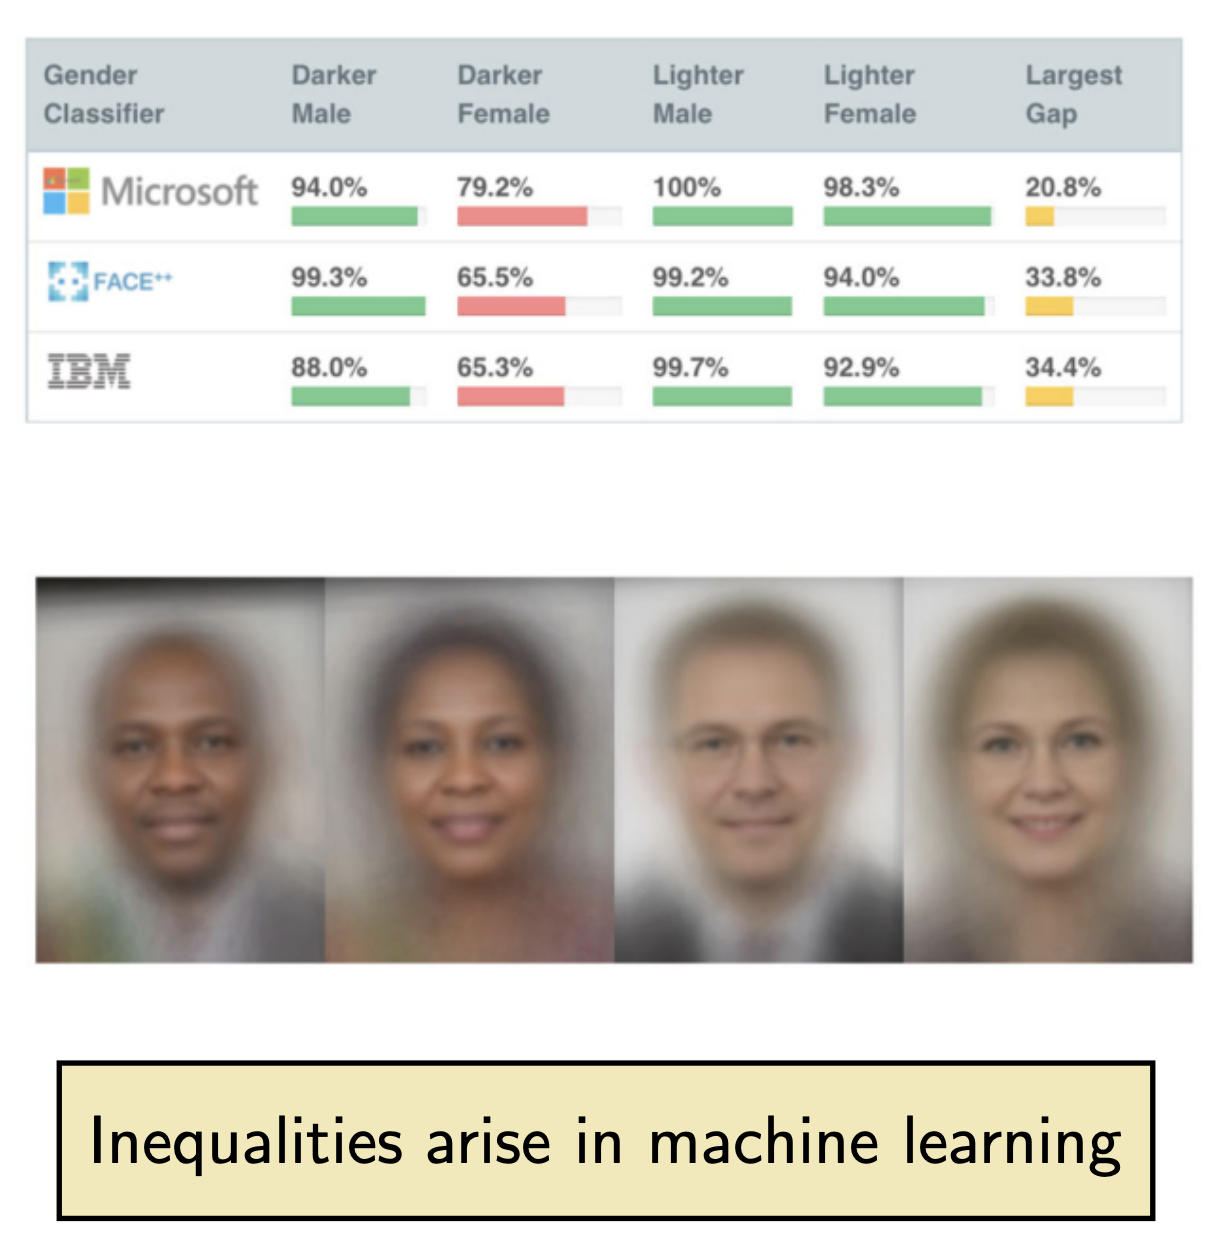 Gender Classifier Darker Male Darker Female Lighter Male Lighter Female Largest Gap
Microsoft 94.0% 79.2% 100% 98.3% 20.8%
FACE++ 99.3% 65.5% 99.2% 94.0% 33.8%
IBM 88.0% 65.3% 99.7% 92.9% 34.4%
Inequalities arise in machine learning